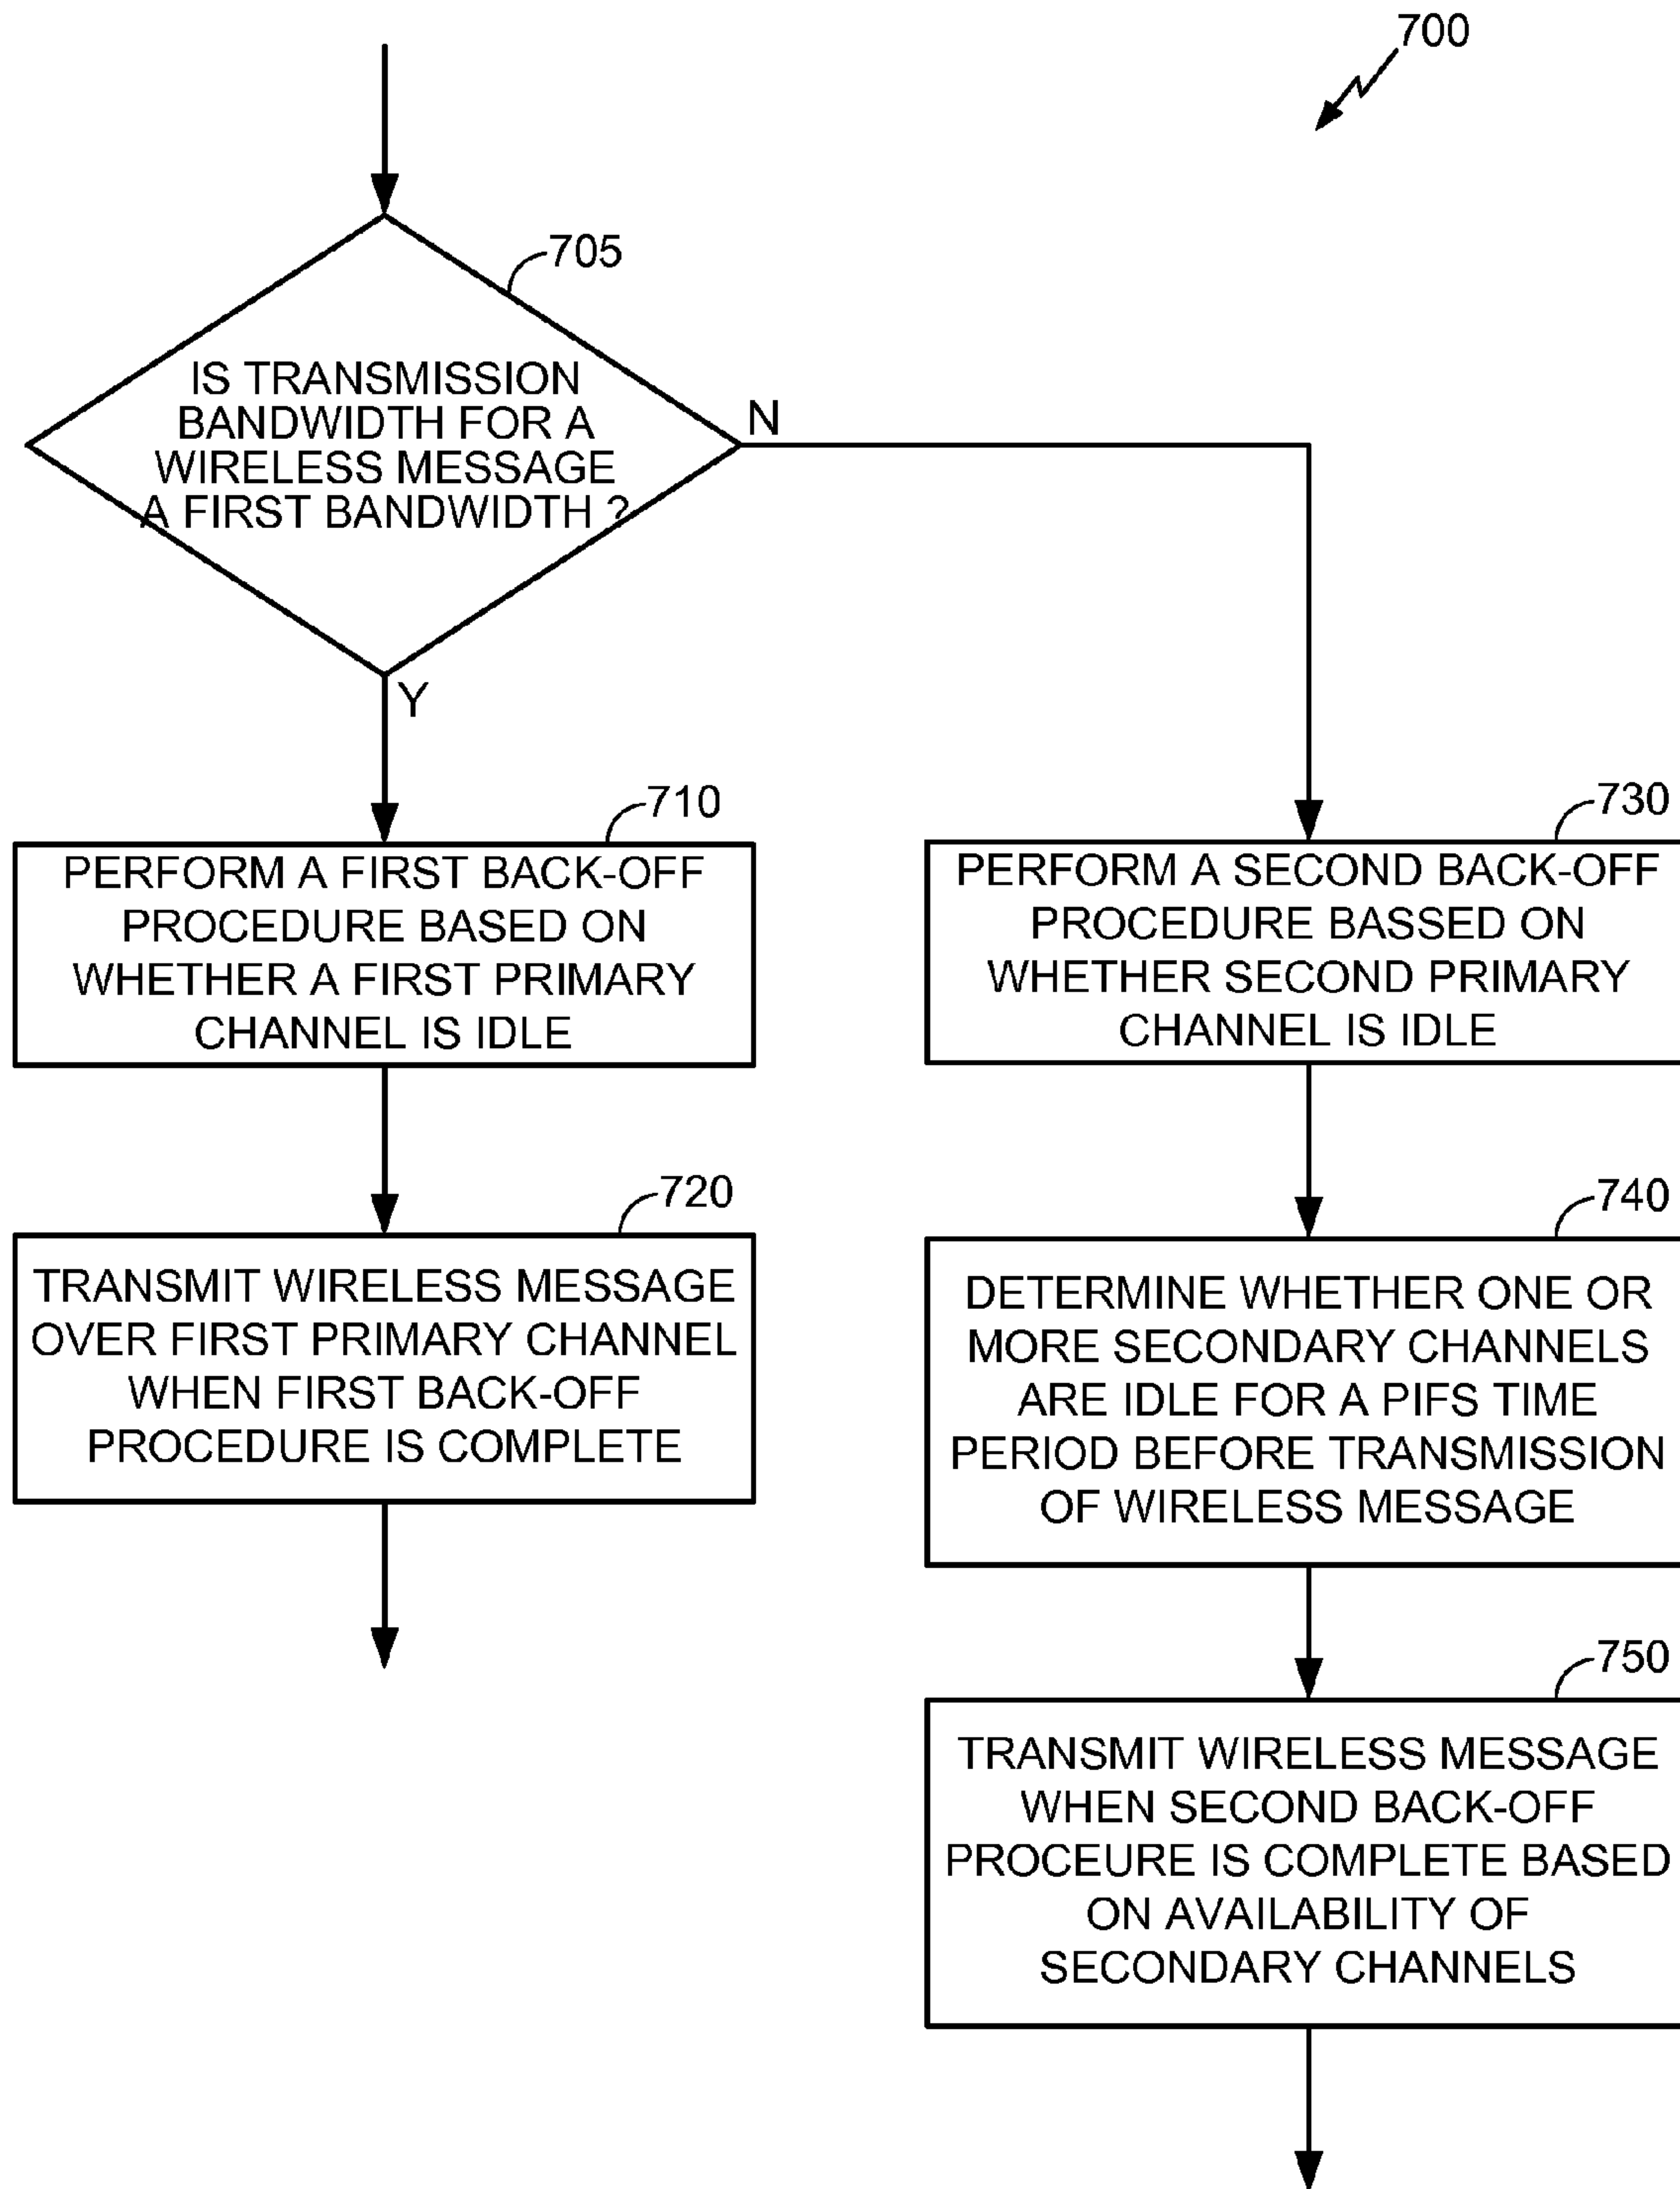 700
705
IS TRANSMISSION
BANDWIDTH FOR A
WIRELESS MESSAGE
A FIRST BANDWIDTH ?
N
Y
710
PERFORM A FIRST BACK-OFF
PROCEDURE BASED ON
WHETHER A FIRST PRIMARY
CHANNEL IS IDLE
720
TRANSMIT WIRELESS MESSAGE
OVER FIRST PRIMARY CHANNEL
WHEN FIRST BACK-OFF
PROCEDURE IS COMPLETE
730
PERFORM A SECOND BACK-OFF
PROCEDURE BASSED ON
WHETHER SECOND PRIMARY
CHANNEL IS IDLE
740
DETERMINE WHETHER ONE OR
MORE SECONDARY CHANNELS
ARE IDLE FOR A PIFS TIME
PERIOD BEFORE TRANSMISSION
OF WIRELESS MESSAGE
750
TRANSMIT WIRELESS MESSAGE
WHEN SECOND BACK-OFF
PROCEURE IS COMPLETE BASED
ON AVAILABILITY OF
SECONDARY CHANNELS